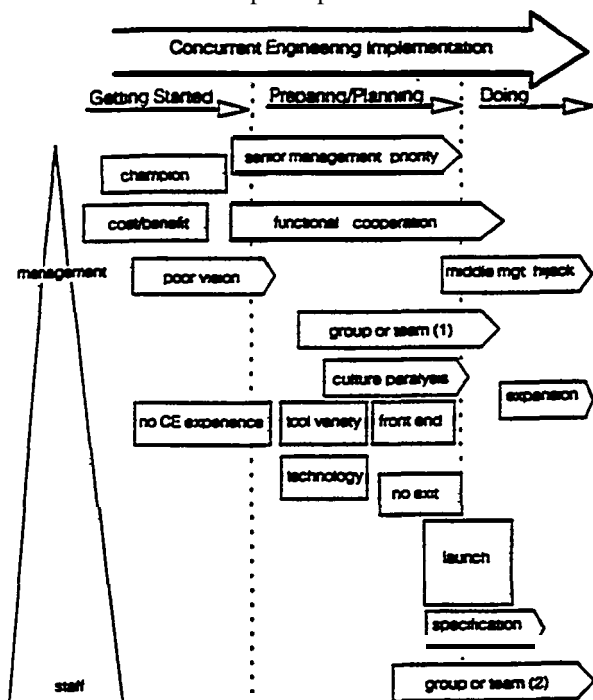 Concurrent Engineering Implementation
Getting Started
Preparing/Planning
Doing
senior management priority
champion
cost/benefit
functional cooperation
management
poor vision
middle mgt hijack
group or team (1)
culture paralysis
expansion
no CE experience
tool variety
front end
technology
no exit
launch
specification
staff
group or team (2)